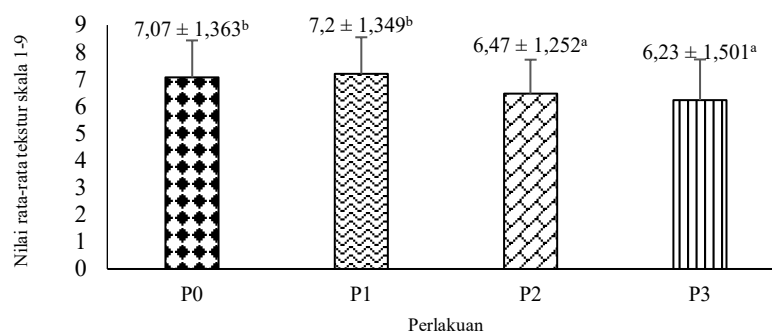 Nilai rata-rata tekstur skala 1-9
9
8
7
6
5
4
3
2
1
0
7,07 ± 1,363ᵇ
7,2 ± 1,349ᵇ
6,47 ± 1,252ᵃ
6,23 ± 1,501ᵃ
P0
P1
P2
P3
Perlakuan